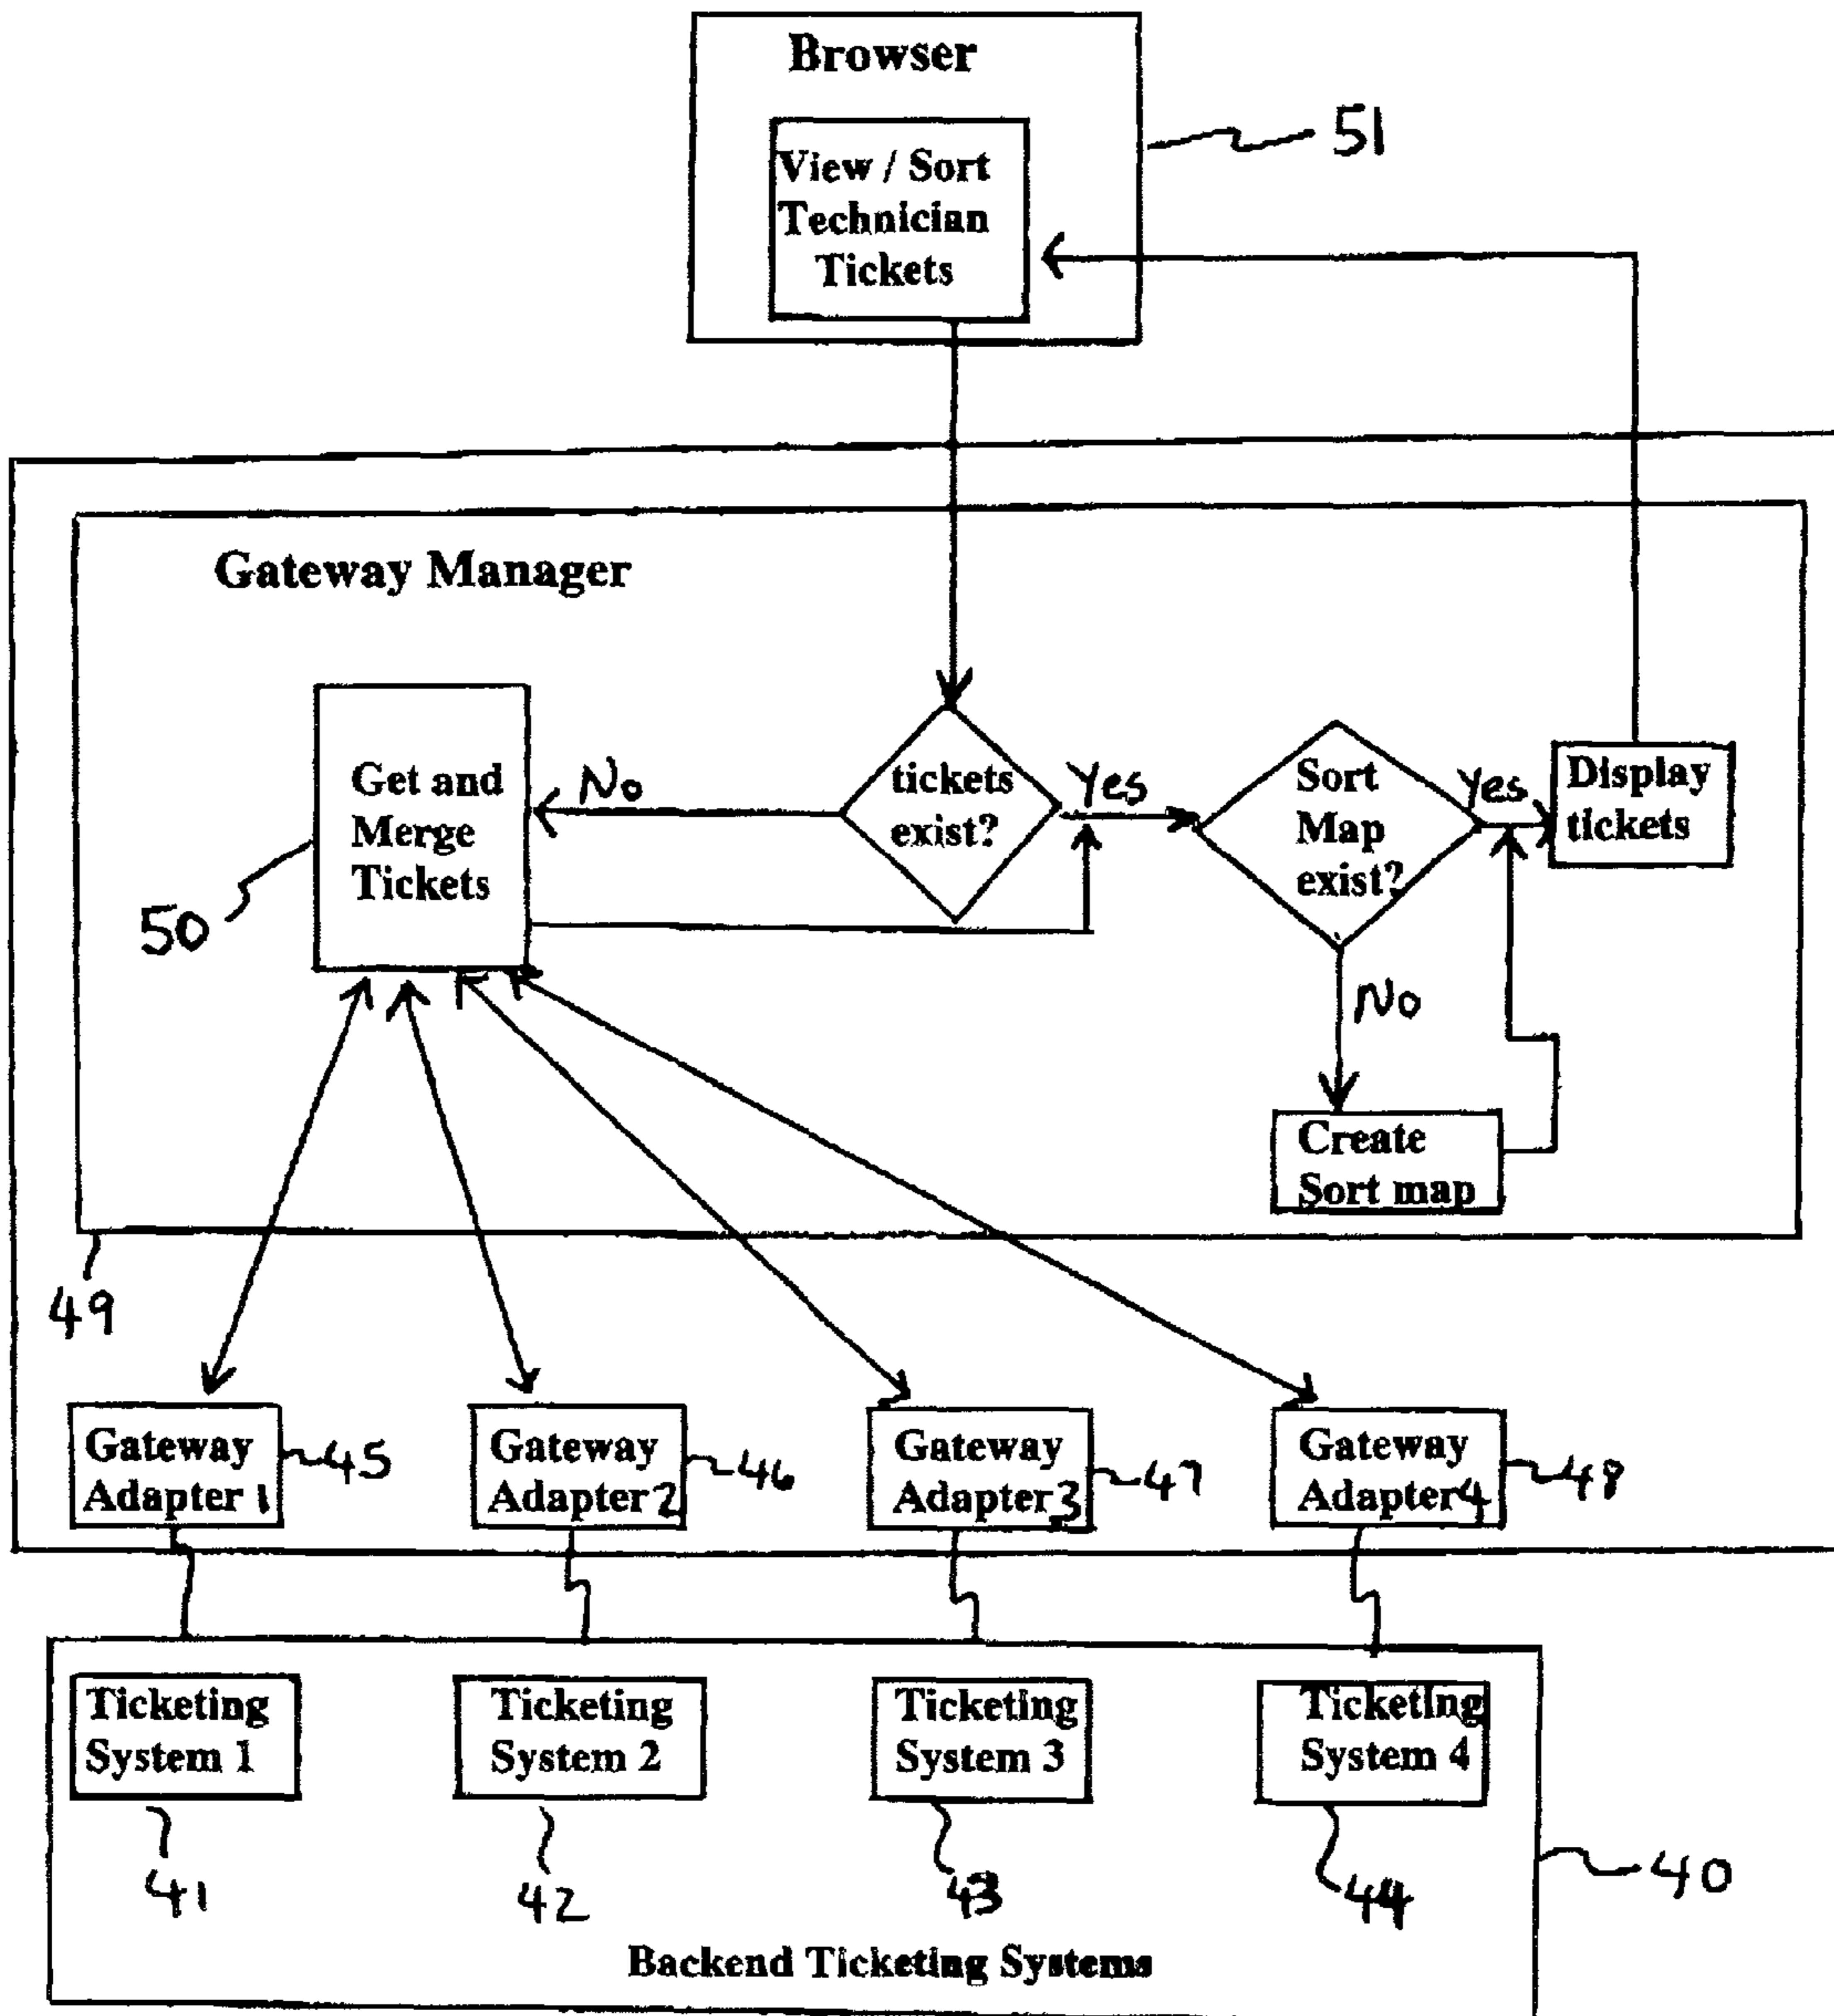 Browser
View / Sort
Technician
Tickets
51
Gateway Manager
Get and
Merge
Tickets
50
No
tickets
exist?
Yes
Sort
Map
exist?
Yes
Display
tickets
No
Create
Sort map
49
Gateway
Adapter 1
45
Gateway
Adapter 2
46
Gateway
Adapter 3
47
Gateway
Adapter 4
48
Ticketing
System 1
41
Ticketing
System 2
42
Ticketing
System 3
43
Ticketing
System 4
44
40
Backend Ticketing Systems